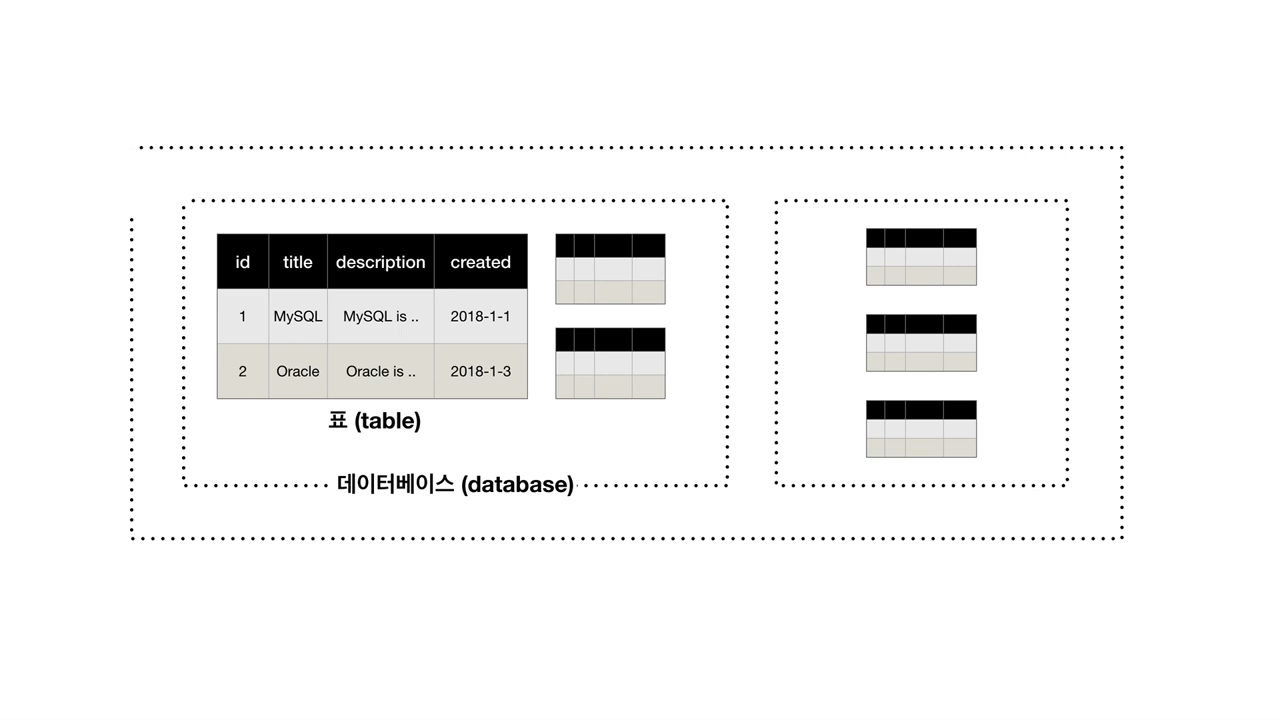 id title description created
1 MySQL MySQL is .. 2018-1-1
2 Oracle Oracle is .. 2018-1-3
표 (table)
데이터베이스 (database)